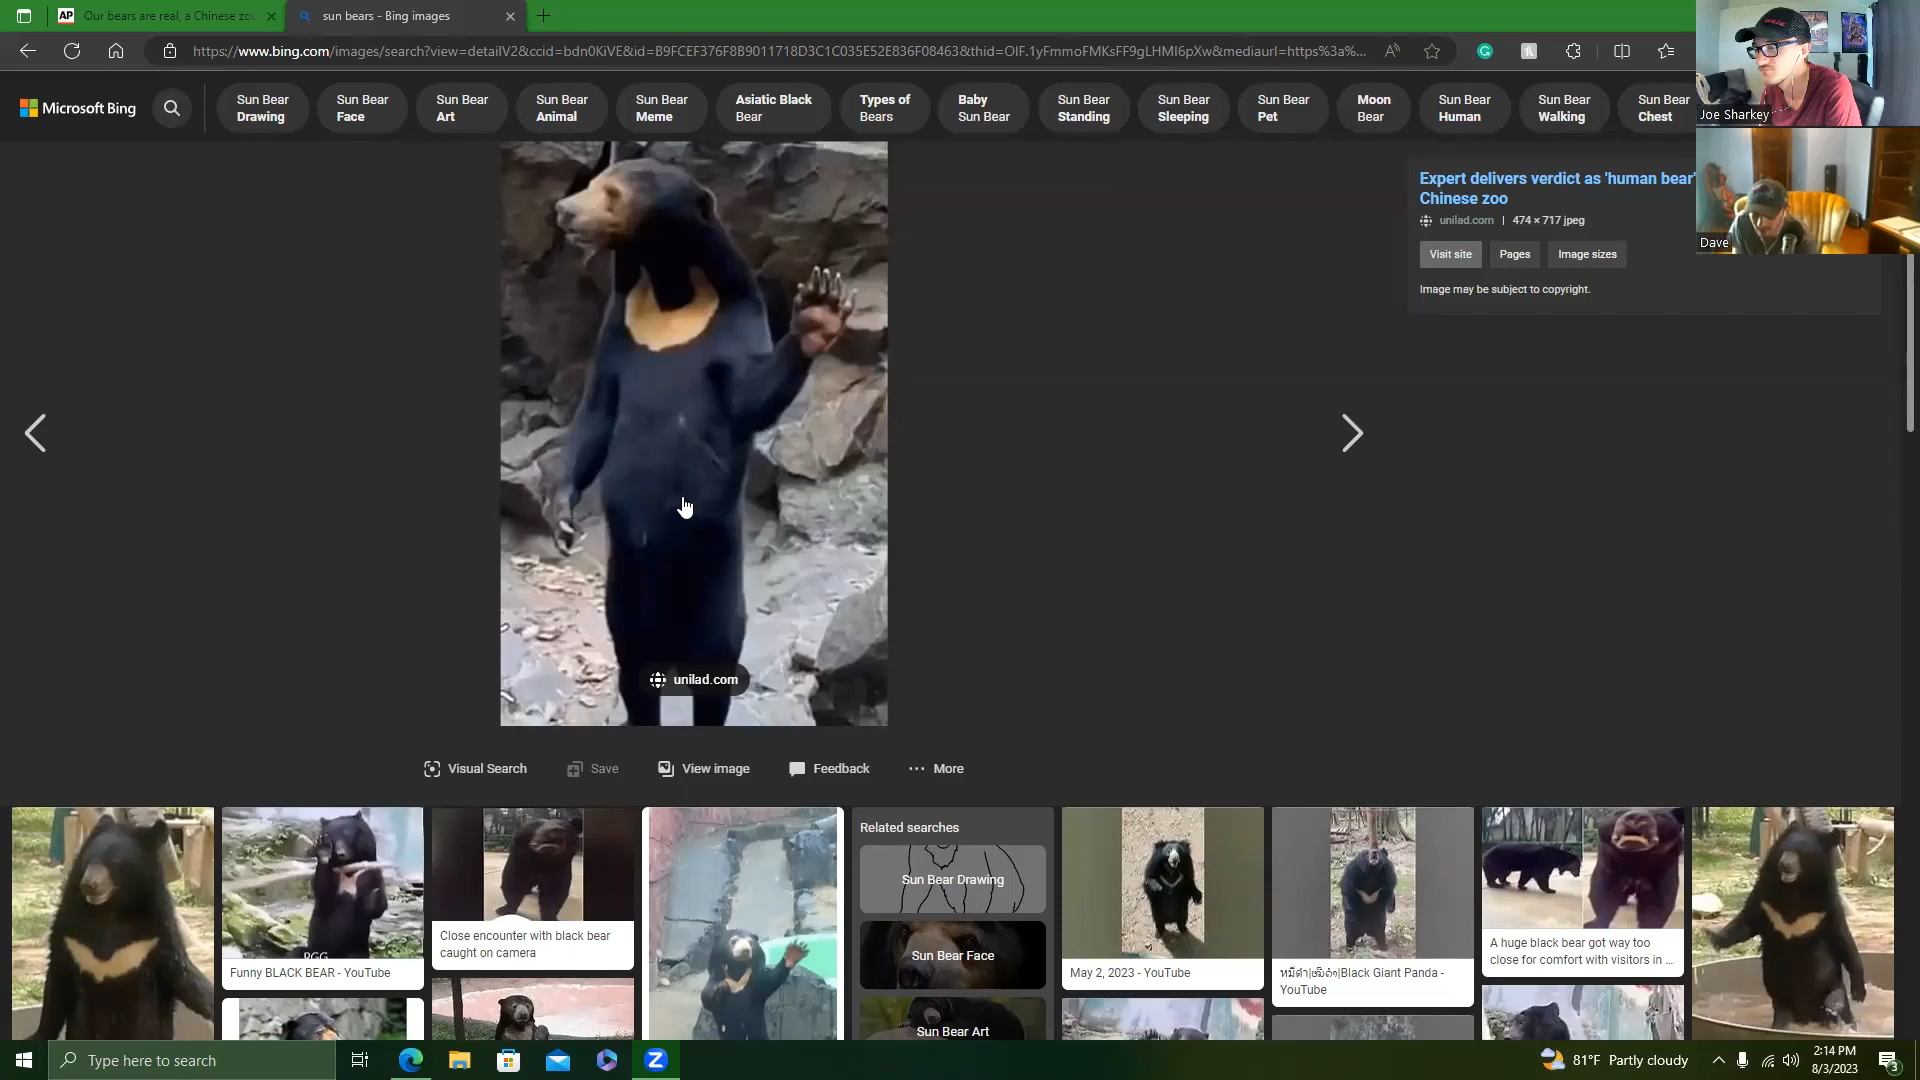 Our bears are real, a Chinese zo
sun bears - Bing images
https://www.bing.com/images/search?view=detailV2&ccid=bdn0KiVE&id=B9FCEF376F8B9011718D3C1C035E52E836F08463&thid=OIF.1yFmmoFMKsFF9gLHMI6pXw&mediaurl=https%3a%...
Microsoft Bing
Sun Bear
Drawing
Sun Bear
Face
Sun Bear
Art
Sun Bear
Animal
Sun Bear
Meme
Asiatic Black
Bear
Types of
Bears
Baby
Sun Bear
Sun Bear
Standing
Sun Bear
Sleeping
Sun Bear
Pet
Moon
Bear
Sun Bear
Human
Sun Bear
Walking
Sun Bear
Chest
Joe Sharkey
Dave
Expert delivers verdict as 'human bear'
Chinese zoo
unilad.com | 474 × 717 jpeg
Visit site
Pages
Image sizes
Image may be subject to copyright.
unilad.com
Visual Search
Save
View image
Feedback
More
Funny BLACK BEAR - YouTube
Close encounter with black bear
caught on camera
Related searches
Sun Bear Drawing
Sun Bear Face
Sun Bear Art
May 2, 2023 - YouTube
Black Giant Panda -
YouTube
A huge black bear got way too
close for comfort with visitors in ...
Type here to search
81°F Partly cloudy
2:14 PM
8/3/2023
3